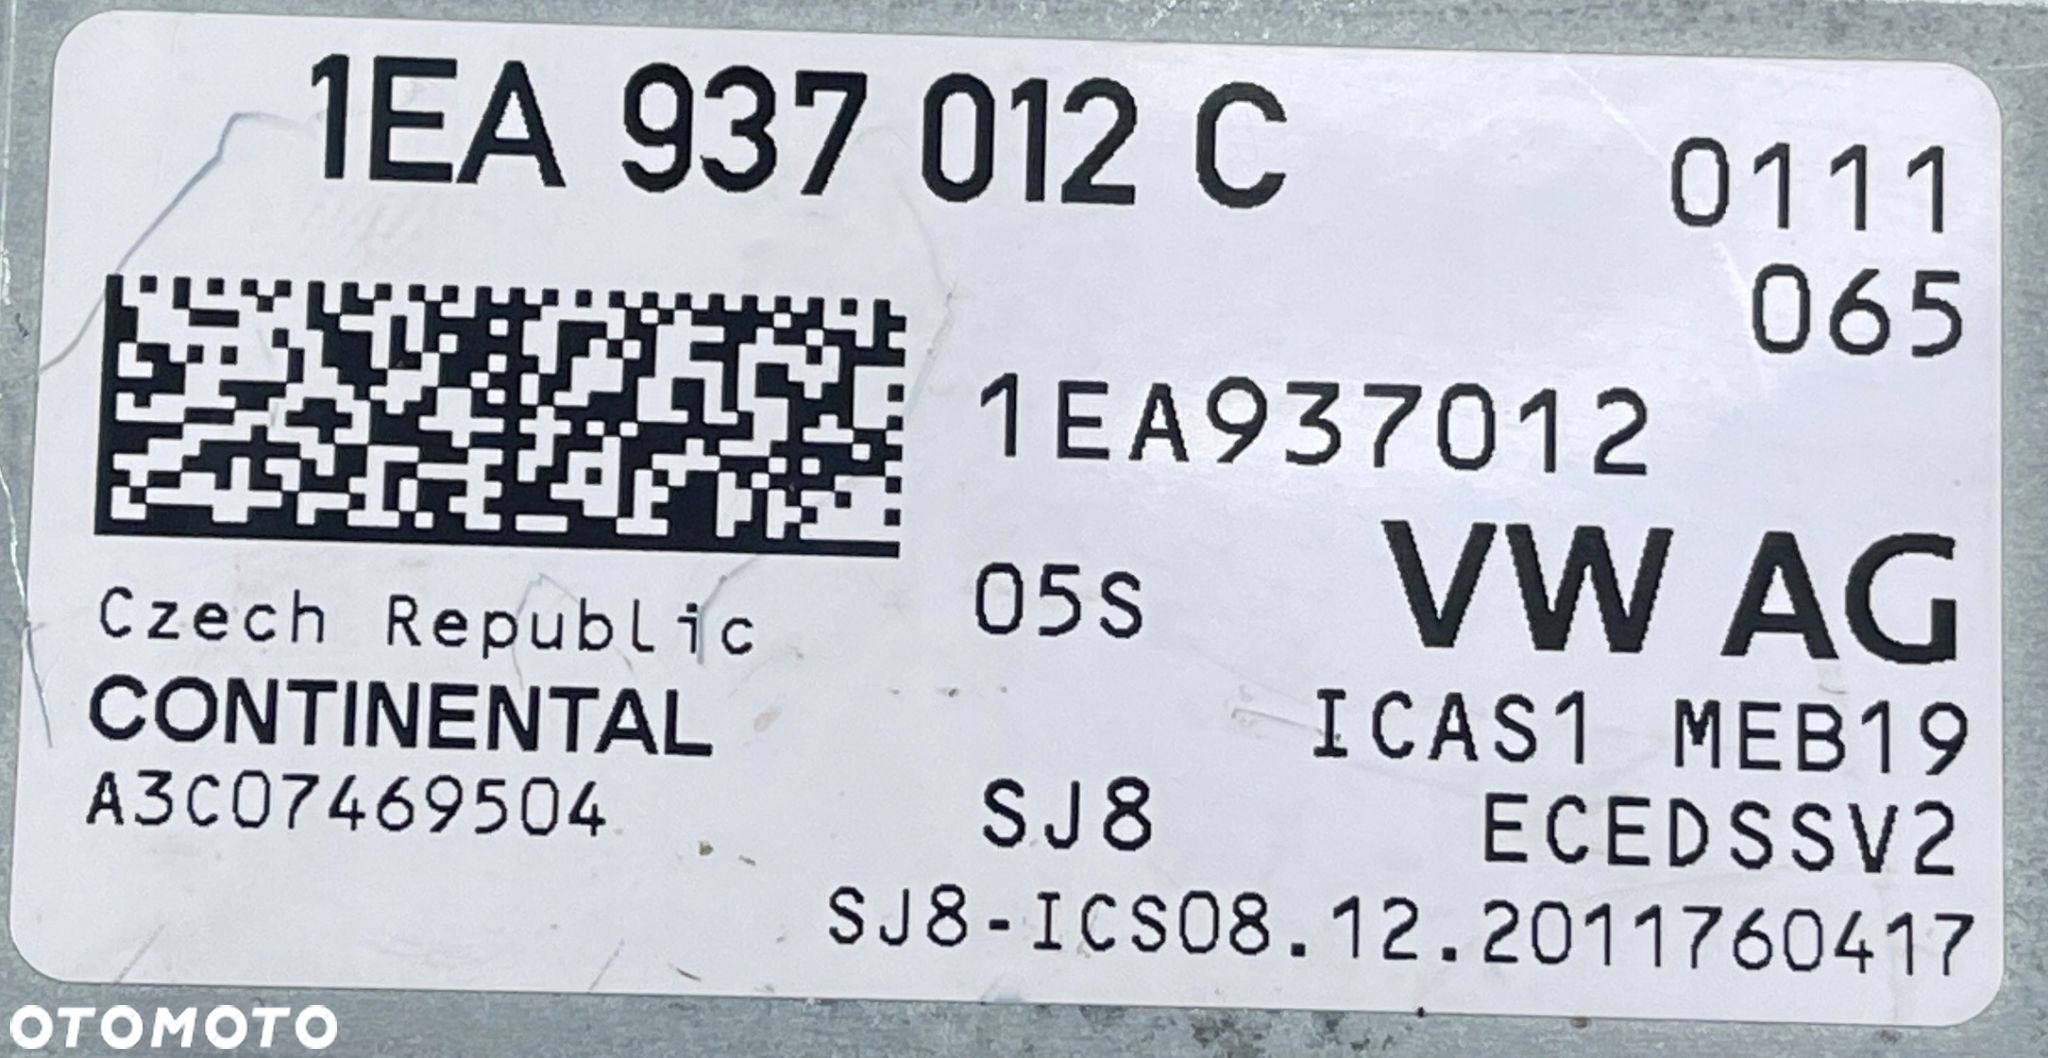 1EA 937 012 C
0111
065
1EA937012
Czech Republic
05S
VW AG
CONTINENTAL
ICAS1 MEB19
A3C07469504
SJ8
ECEDSSV2
SJ8-ICS08.12.2011760417
OTOMOTO